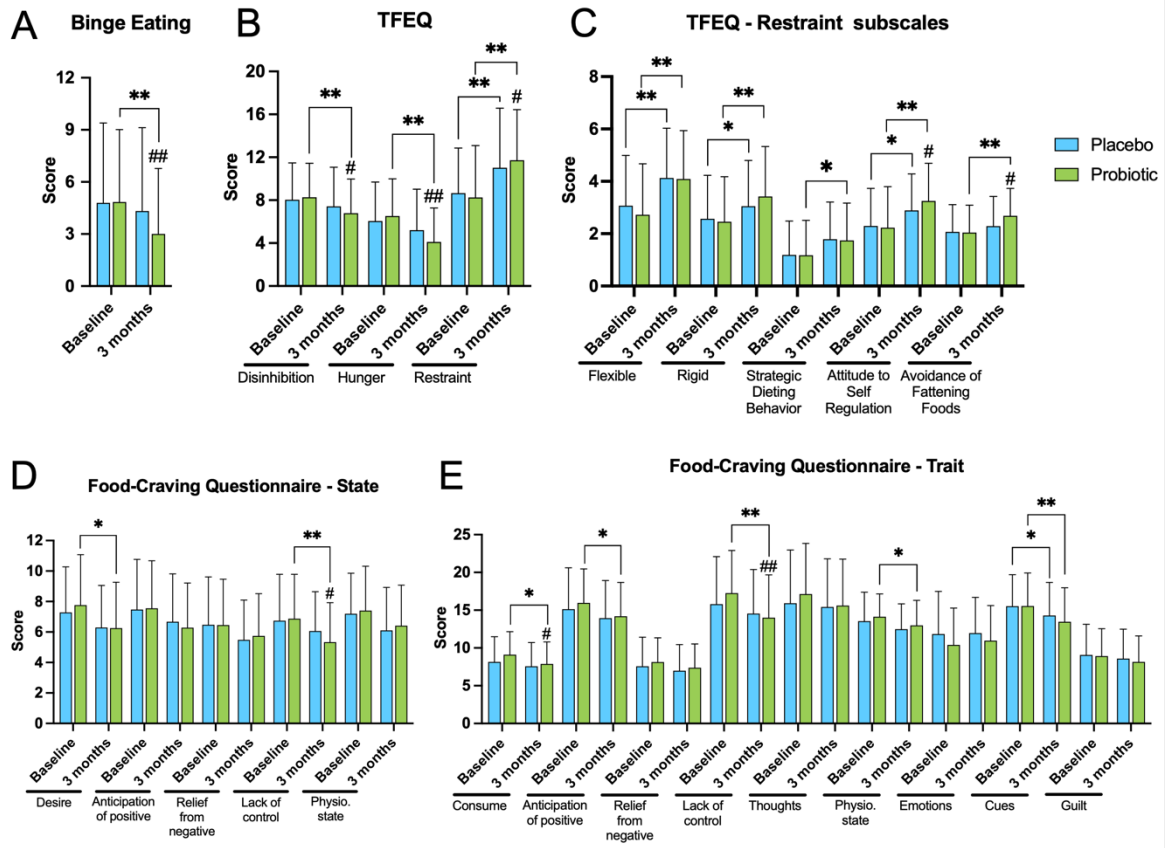 A
Binge Eating
12
9
6
3
0
Score
**
##
Baseline
3 months
B
TFEQ
20
16
12
8
4
0
Score
**
#
**
##
**
**
#
Baseline
3 months
Baseline
3 months
Baseline
3 months
Disinhibition
Hunger
Restraint
C
TFEQ - Restraint subscales
8
6
4
2
0
Score
**
**
*
**
*
*
**
#
**
#
Baseline
3 months
Baseline
3 months
Baseline
3 months
Baseline
3 months
Baseline
3 months
Flexible
Rigid
Strategic
Dieting
Behavior
Attitude to
Self
Regulation
Avoidance of
Fattening
Foods
Placebo
Probiotic
D
Food-Craving Questionnaire - State
12
10
8
6
4
2
0
Score
*
**
#
Baseline
3 months
Baseline
3 months
Baseline
3 months
Baseline
3 months
Baseline
3 months
Desire
Anticipation
of positive
Relief
from
negative
Lack of
control
Physio.
state
E
Food-Craving Questionnaire - Trait
25
20
15
10
5
0
Score
*
#
*
**
##
*
*
**
Baseline
3 months
Baseline
3 months
Baseline
3 months
Baseline
3 months
Baseline
3 months
Baseline
3 months
Baseline
3 months
Baseline
3 months
Baseline
3 months
Consume
Anticipation
of positive
Relief
from
negative
Lack of
control
Thoughts
Physio.
state
Emotions
Cues
Guilt